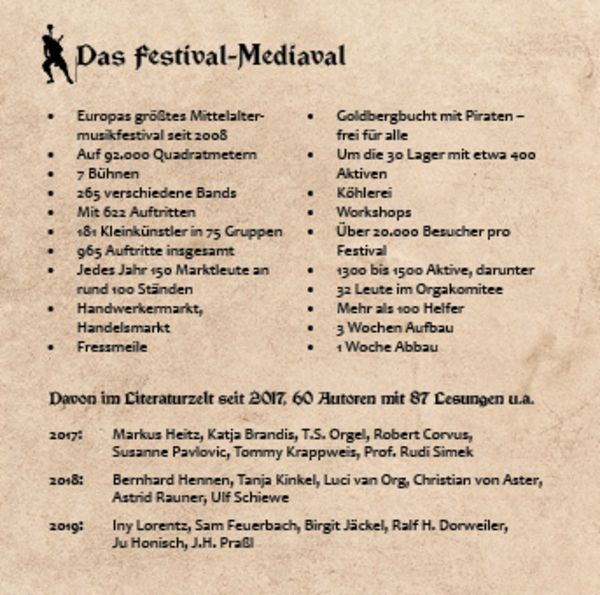 Das Festival-Mediaval
• Europas größtes Mittelalter-
musikfestival seit 2008
• Auf 92.000 Quadratmetern
• 7 Bühnen
• 265 verschiedene Bands
• Mit 622 Auftritten
• 181 Kleinkünstler in 75 Gruppen
• 965 Auftritte insgesamt
• Jedes Jahr 150 Marktleute an
rund 100 Ständen
• Handwerkermarkt,
Handelsmarkt
• Fressmeile
• Goldbergbucht mit Piraten –
frei für alle
• Um die 30 Lager mit etwa 400
Aktiven
• Köhlerei
• Workshops
• Über 20.000 Besucher pro
Festival
• 1300 bis 1500 Aktive, darunter
• 32 Leute im Orgakomitee
• Mehr als 100 Helfer
• 3 Wochen Aufbau
• 1 Woche Abbau
Davon im Literaturzelt seit 2017, 60 Autoren mit 87 Lesungen u.a.
2017: Markus Heitz, Katja Brandis, T.S. Orgel, Robert Corvus,
Susanne Pavlovic, Tommy Krappweis, Prof. Rudi Simek
2018: Bernhard Hennen, Tanja Kinkel, Luci van Org, Christian von Aster,
Astrid Rauner, Ulf Schiewe
2019: Iny Lorentz, Sam Feuerbach, Birgit Jäckel, Ralf H. Dorweiler,
Ju Honisch, J.H. Praßl